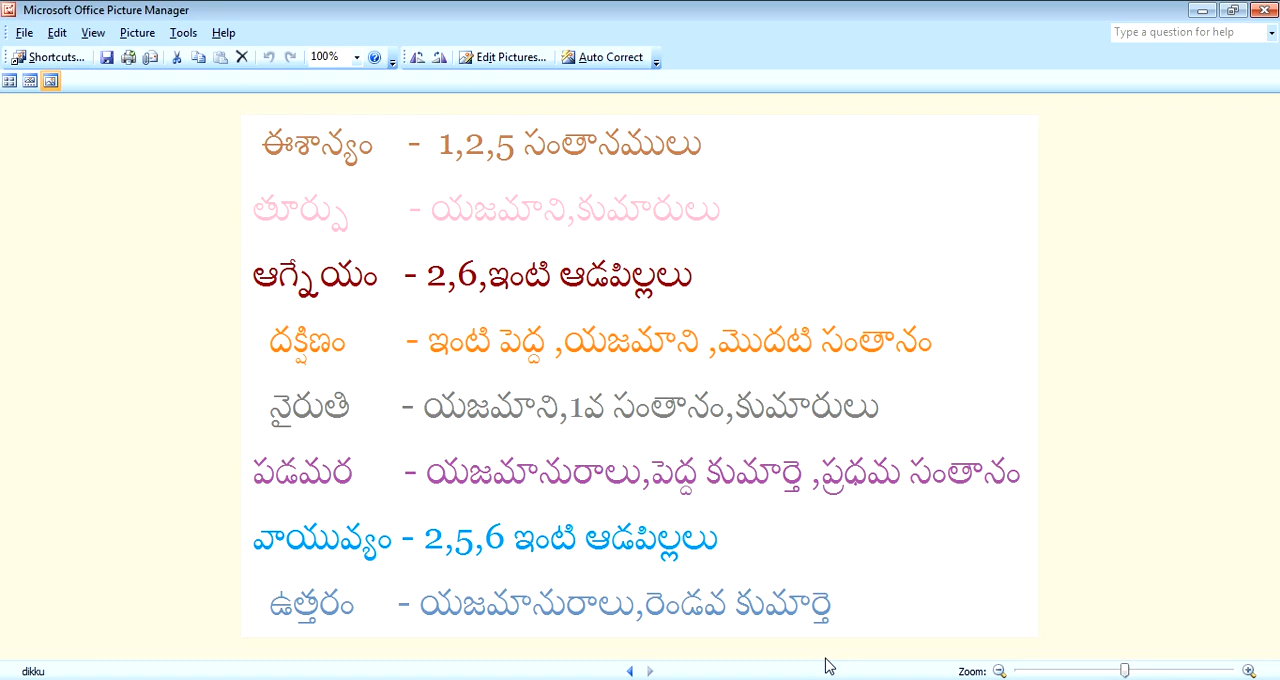 Microsoft Office Picture Manager
File Edit View Picture Tools Help
Type a question for help
Shortcuts... 100% Edit Pictures... Auto Correct
ఈశాన్యం - 1,2,5 సంతానములు
తూర్పు - యజమాని,కుమారులు
ఆగ్నేయం - 2,6,ఇంటి ఆడపిల్లలు
దక్షిణం - ఇంటి పెద్ద ,యజమాని ,మొదటి సంతానం
నైరుతి - యజమాని,1వ సంతానం,కుమారులు
పడమర - యజమానురాలు,పెద్ద కుమార్తె ,ప్రధమ సంతానం
వాయువ్యం - 2,5,6 ఇంటి ఆడపిల్లలు
ఉత్తరం - యజమానురాలు,రెండవ కుమార్తె
dikku Zoom: